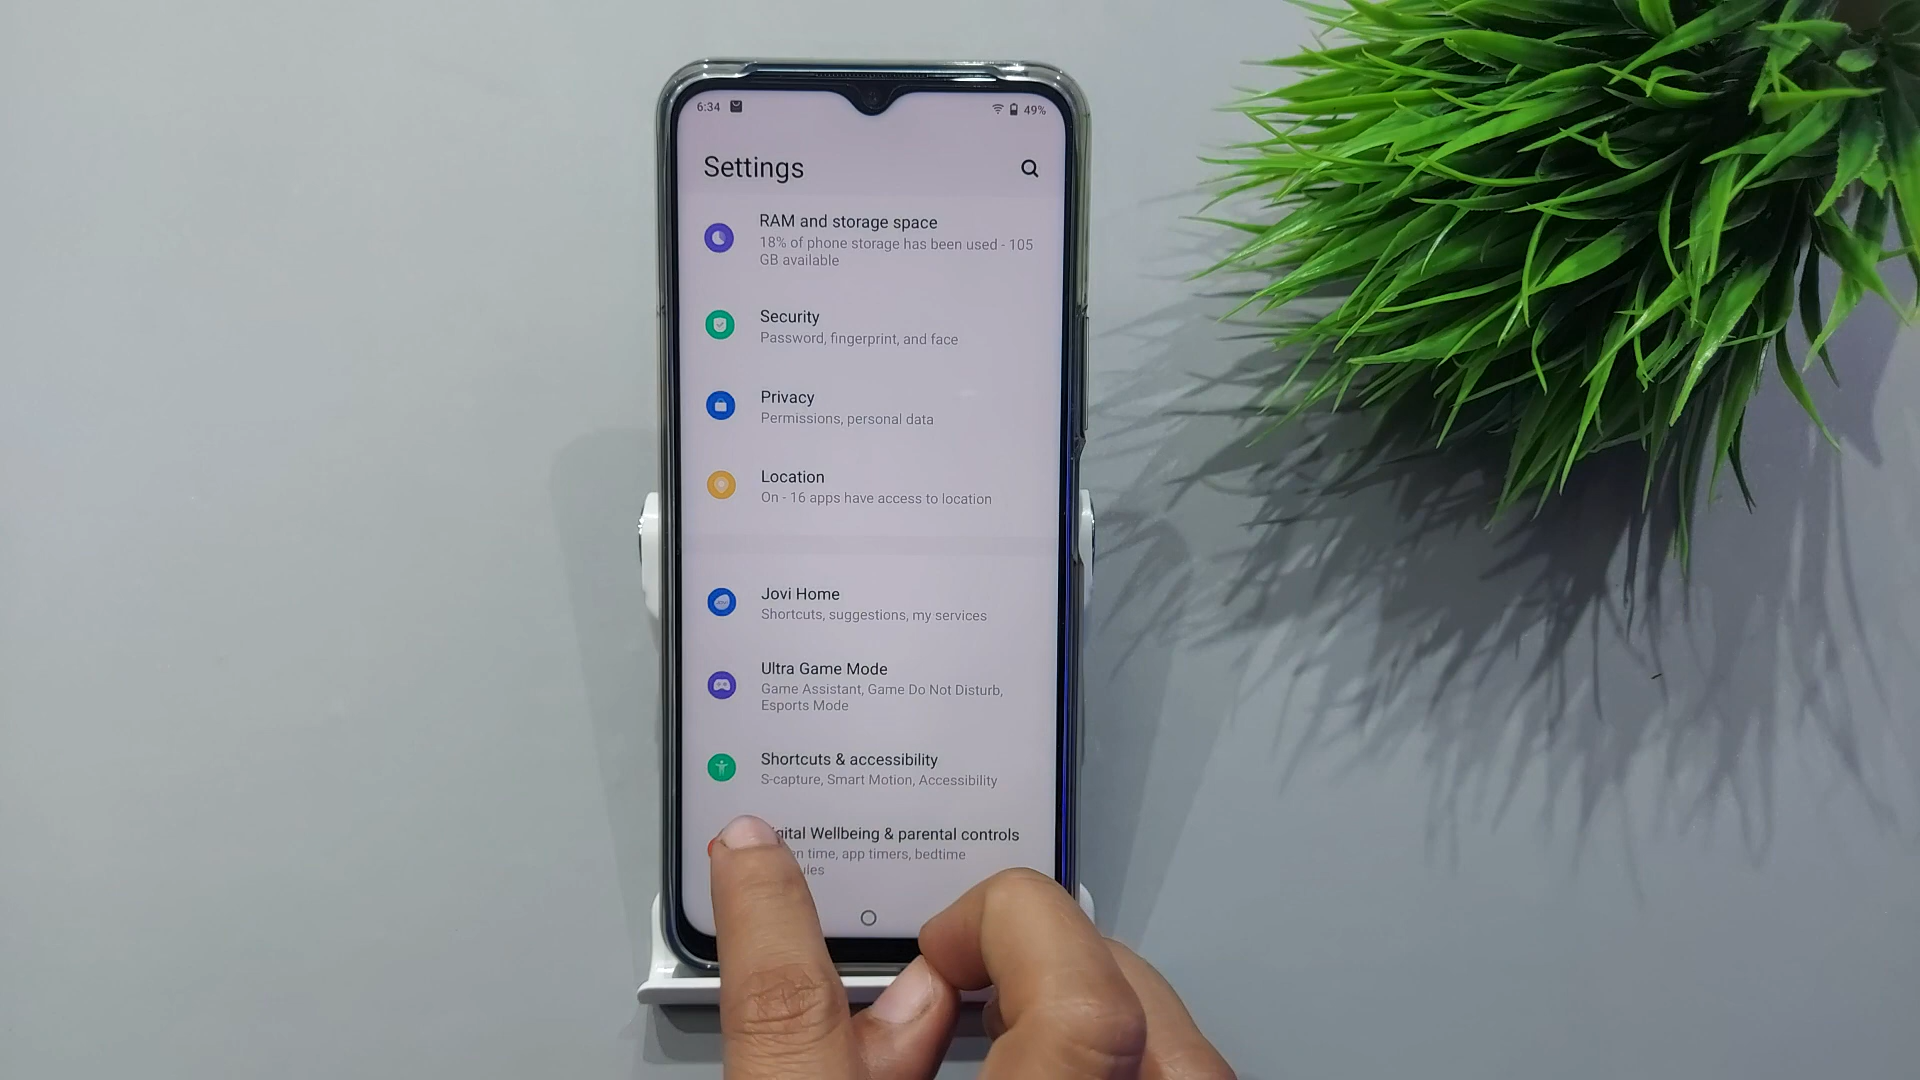 6:34
49%
Settings
RAM and storage space
18% of phone storage has been used - 105
GB available
Security
Password, fingerprint, and face
Privacy
Permissions, personal data
Location
On - 16 apps have access to location
Jovi Home
Shortcuts, suggestions, my services
Ultra Game Mode
Game Assistant, Game Do Not Disturb,
Esports Mode
Shortcuts & accessibility
S-capture, Smart Motion, Accessibility
Wellbeing & parental controls
time, app timers, bedtime